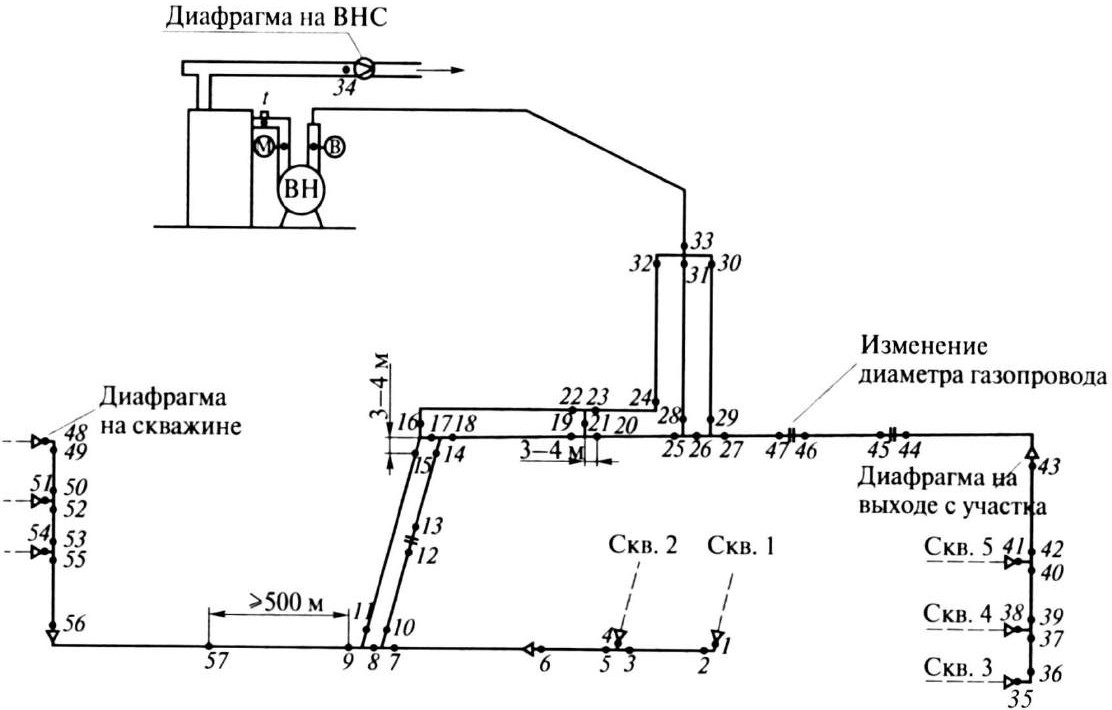 Диафрагма на ВНС
34
t
М
В
ВН
33
32
31
30
Изменение
диаметра газопровода
3–4 м
22 23
24
28
29
Диафрагма
на скважине
16
17 18
19
21
20
25 26 27
47 46
45 44
48
49
15
14
3–4 м
43
Диафрагма на
выходе с участка
51
50
52
13
12
54
53
55
Скв. 2
Скв. 1
Скв. 5
41
42
40
56
⩾500 м
11
10
4
1
Скв. 4
38
39
37
57
9
8
7
6
5
3
2
Скв. 3
36
35